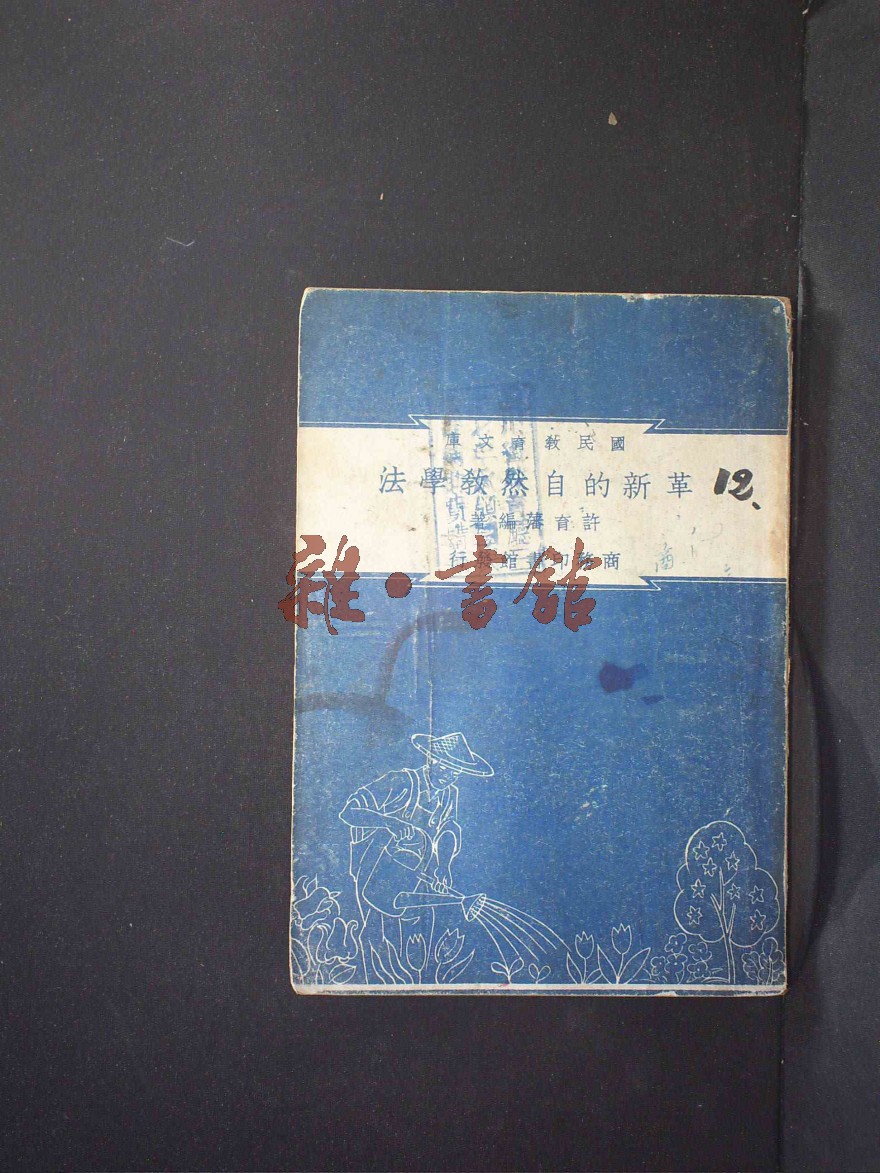 國民教育文庫
革新的自然教學法
12、
許育藩編著
商務印書館發行
雜·書館